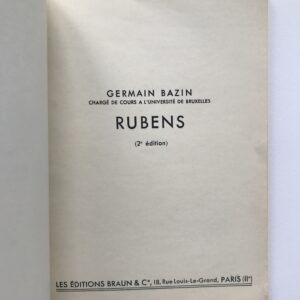 GERMAIN BAZIN
CHARGÉ DE COURS A L'UNIVERSITÉ DE BRUXELLES
RUBENS
(2e édition)
LES ÉDITIONS BRAUN & Cie, 18, Rue Louis-Le-Grand, PARIS (IIe)